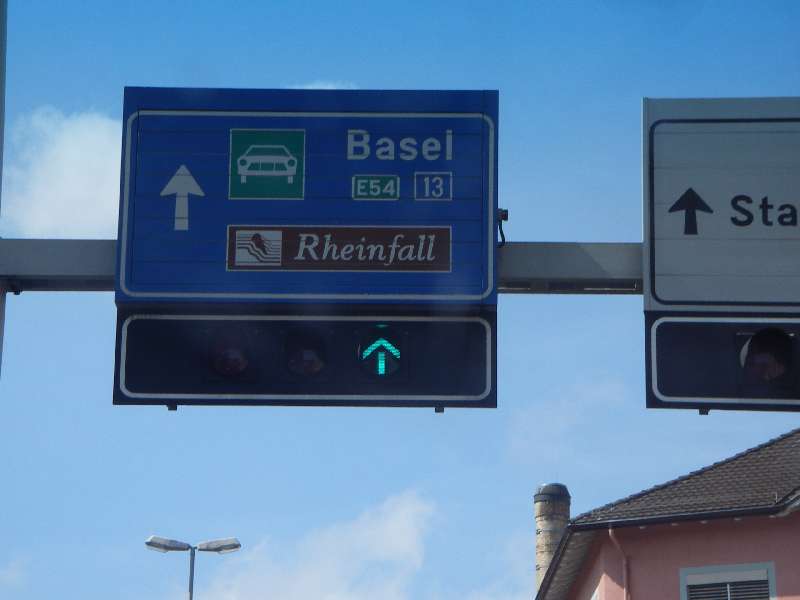 Basel
E54 13
Rheinfall
Sta